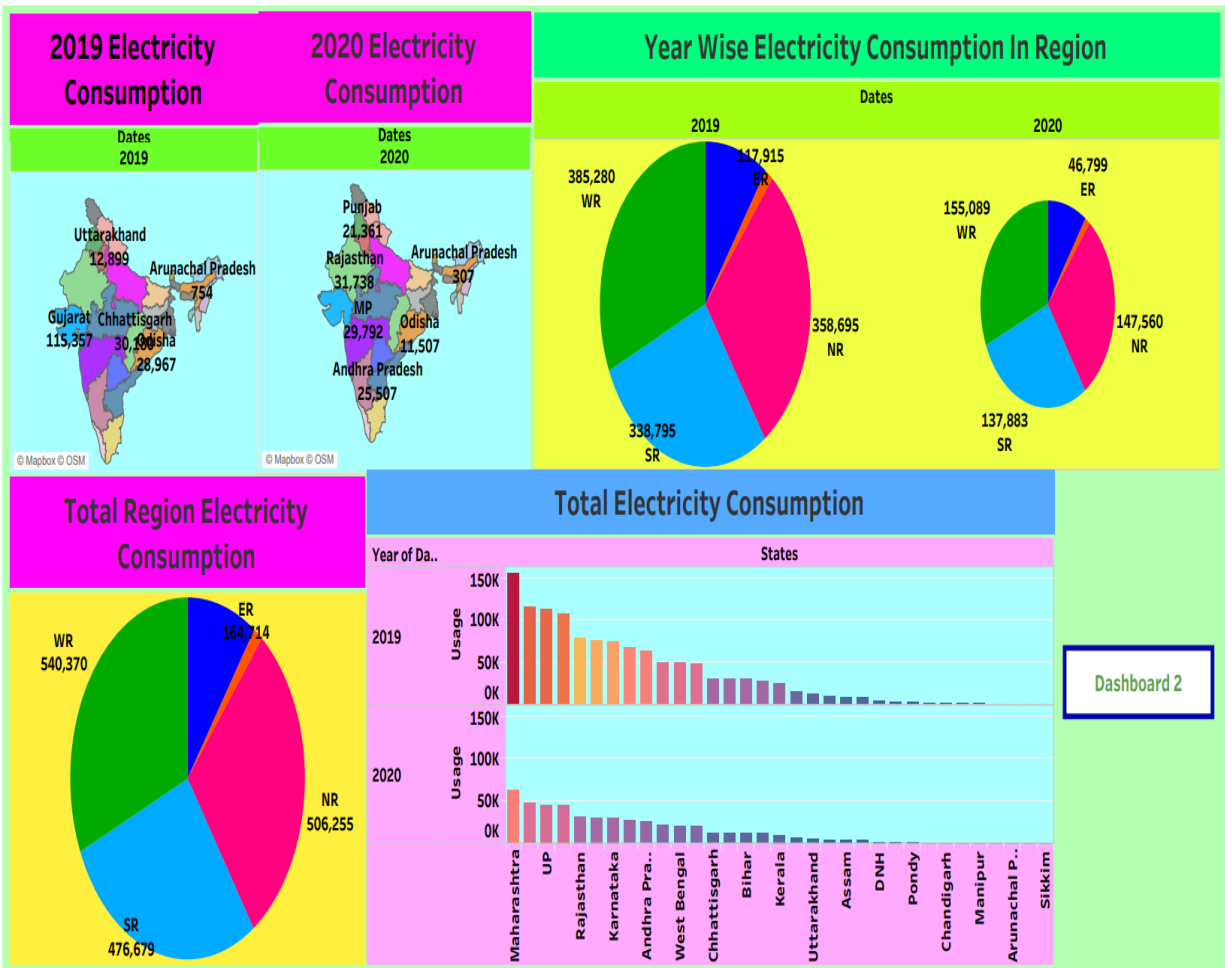 2019 Electricity
Consumption
Dates
2019
Uttarakhand
12,899
Arunachal Pradesh
754
Gujarat
115,357
Chhattisgarh
Odisha
28,967
© Mapbox © OSM
2020 Electricity
Consumption
Dates
2020
Punjab
21,361
Rajasthan
31,738
Arunachal Pradesh
307
MP
29,792
Odisha
11,507
Andhra Pradesh
25,507
© Mapbox © OSM
Year Wise Electricity Consumption In Region
Dates
2019
2020
385,280
WR
117,915
ER
358,695
NR
338,795
SR
155,089
WR
46,799
ER
147,560
NR
137,883
SR
Total Region Electricity
Consumption
WR
540,370
ER
164,714
NR
506,255
SR
476,679
Total Electricity Consumption
Year of Da..
States
2019
Usage
150K
100K
50K
0K
2020
Usage
150K
100K
50K
0K
Maharashtra
UP
Rajasthan
Karnataka
Andhra Pra..
West Bengal
Chhattisgarh
Bihar
Kerala
Uttarakhand
Assam
DNH
Pondy
Chandigarh
Manipur
Arunachal P..
Sikkim
Dashboard 2